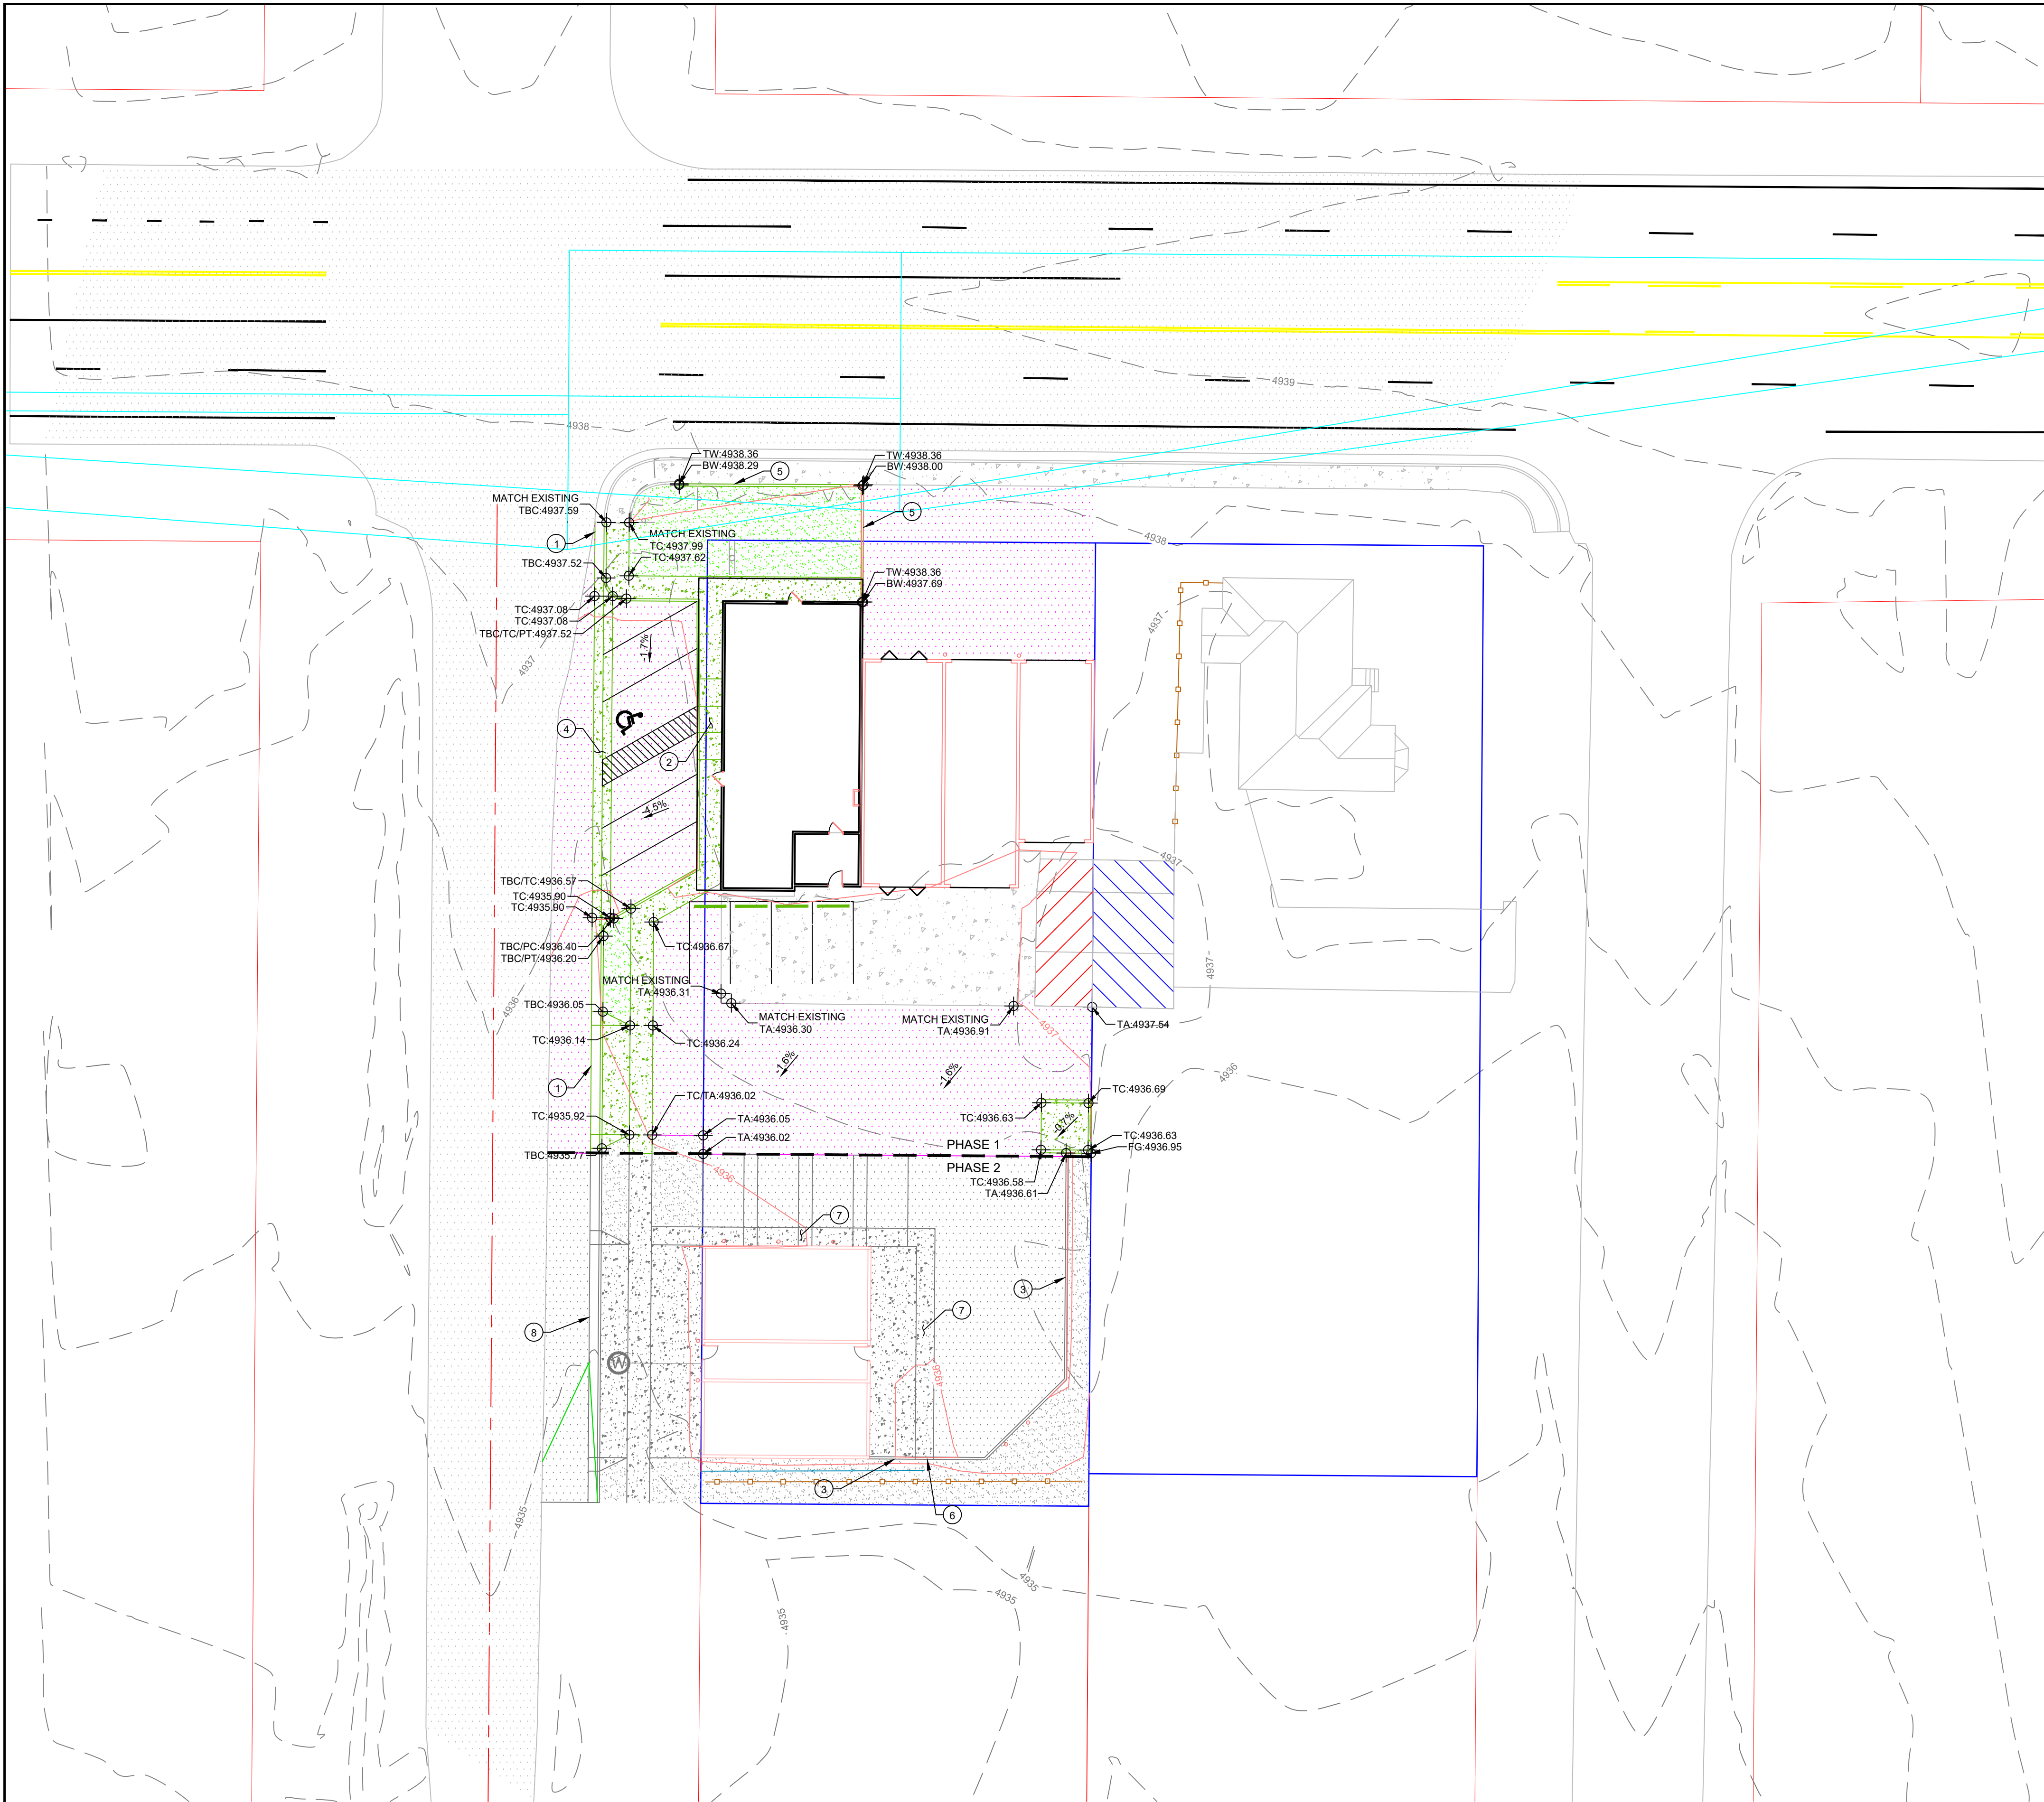 4939
4938
TW:4938.36
BW:4938.29
5
TW:4938.36
BW:4938.00
MATCH EXISTING
TBC:4937.59
5
1
MATCH EXISTING
TC:4937.99
TC:4937.62
4938
TBC:4937.52
TW:4938.36
BW:4937.69
TC:4937.08
TC:4937.08
TBC/TC/PT:4937.52
4937
-1.7%
4937
4
2
-4.5%
4937
TBC/TC:4936.57
TC:4935.90
TC:4935.90
TBC/PC:4936.40
TBC/PT:4936.20
TC:4936.67
4937
MATCH EXISTING
TA:4936.31
4936
TBC:4936.05
MATCH EXISTING
TA:4936.30
MATCH EXISTING
TA:4936.91
4937
TA:4937.54
TC:4936.14
TC:4936.24
-1.6%
-1.6%
4936
1
TC/TA:4936.02
TC:4936.69
TC:4935.92
TA:4936.05
TC:4936.63
-0.7%
TC:4936.63
FG:4936.95
TA:4936.02
PHASE 1
TBC:4935.77
PHASE 2
4936
TC:4936.58
TA:4936.61
7
3
7
8
W
4936
3
6
4935
4935
4935
4935